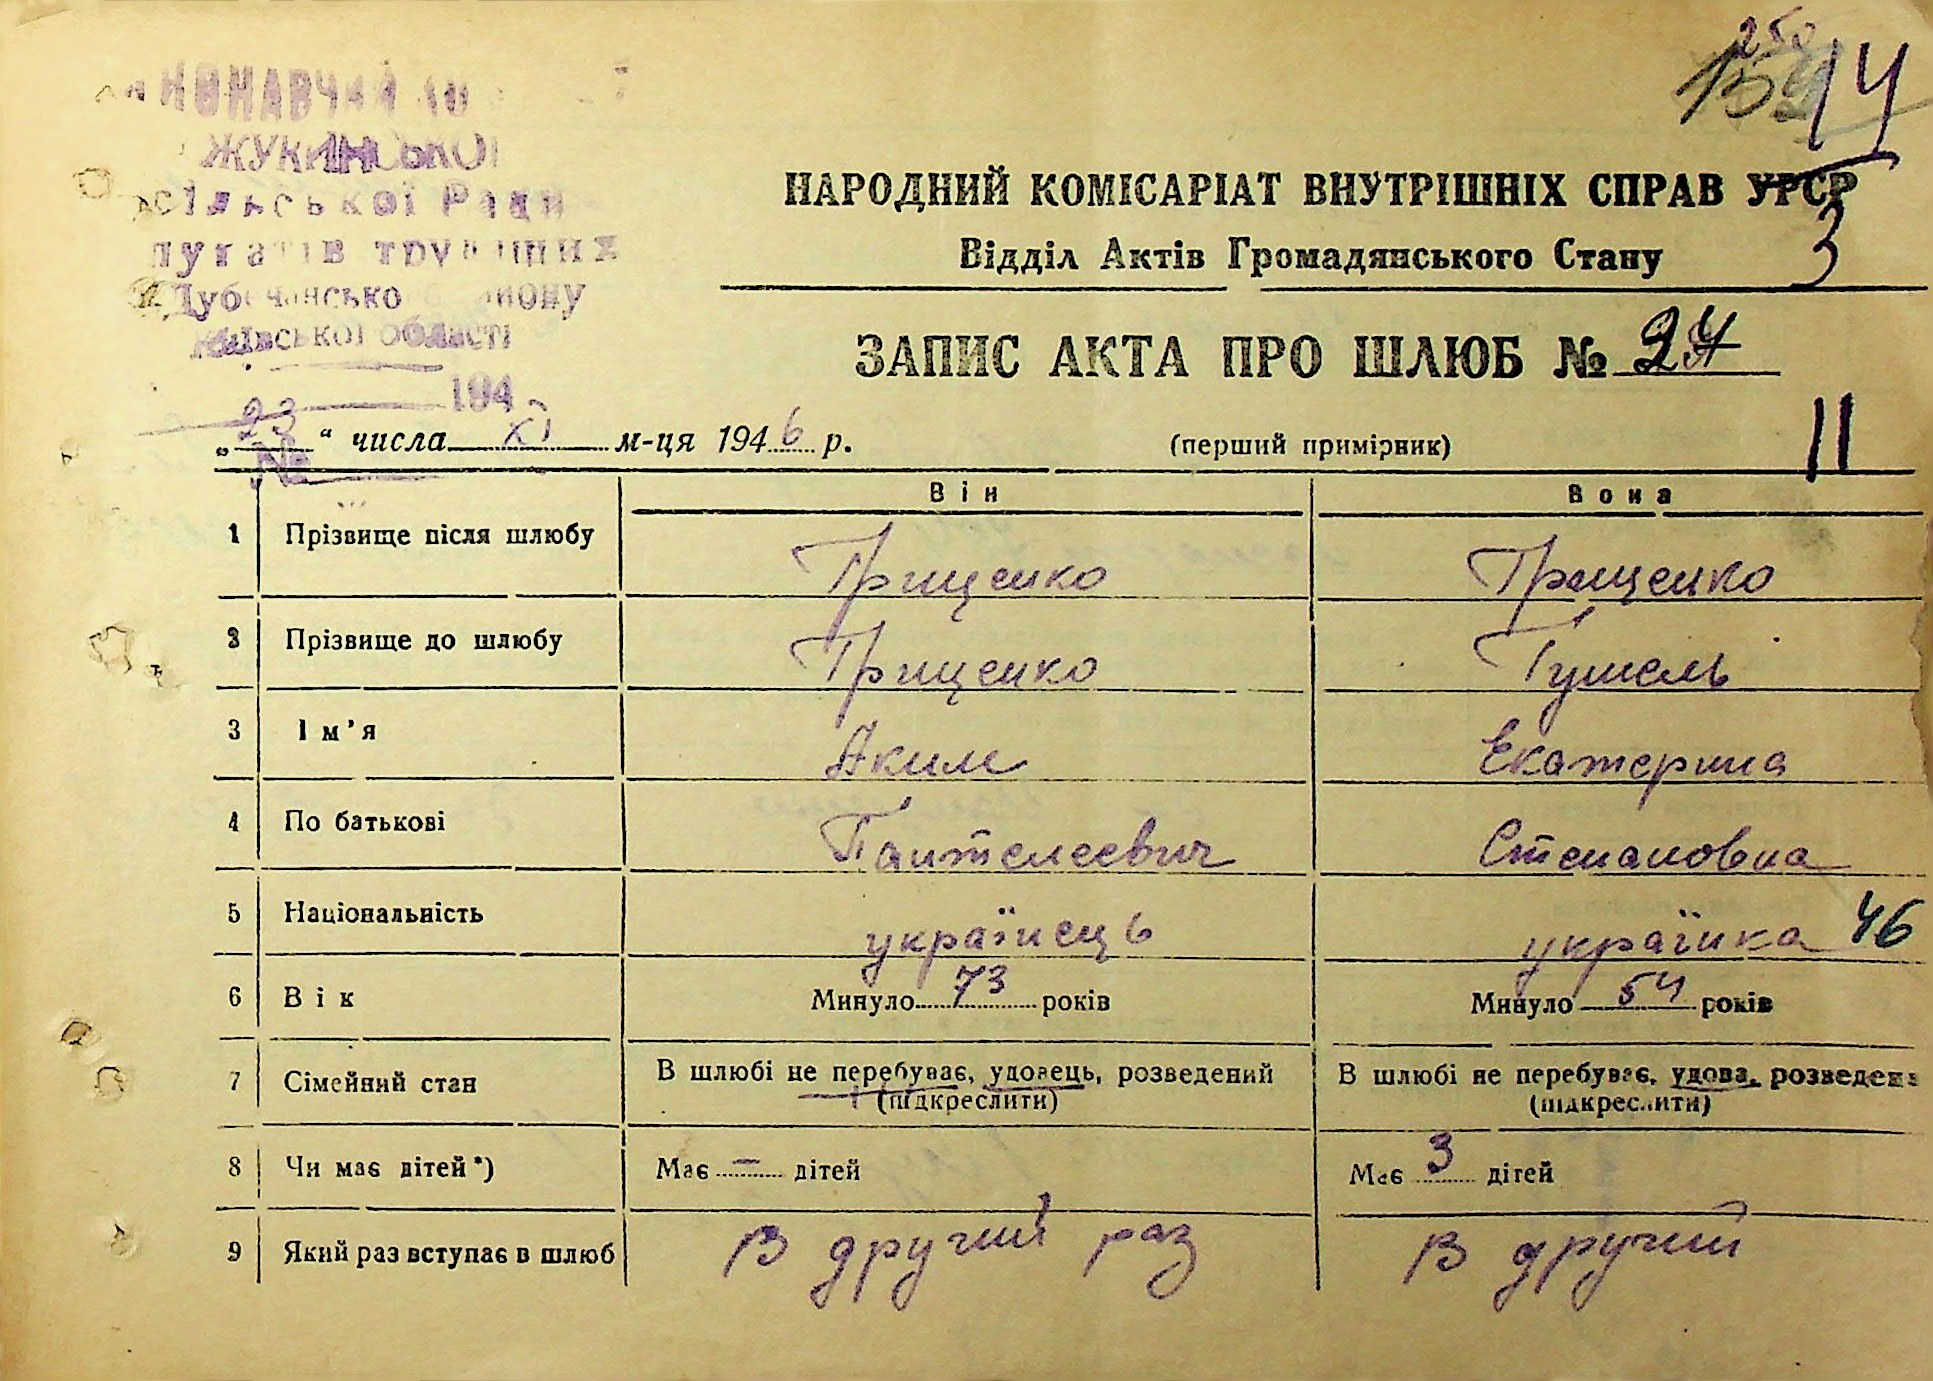 250
14
ЖУКИНСЬКОЇ
сільської Ради
Київської області
194
№
НАРОДНИЙ КОМІСАРІАТ ВНУТРІШНІХ СПРАВ УРСР
3
Відділ Актів Громадянського Стану
ЗАПИС АКТА ПРО ШЛЮБ № 24
„23“ числа XI м-ця 1946 р.
(перший примірник)
11
Він
Вона
1 Прізвище після шлюбу Грищенко Грещенко
2 Прізвище до шлюбу Грищенко Гушель
3 Ім'я Аким Екатерина
4 По батькові Пантелеевич Степановна
5 Національність українець українка 46
6 Вік Минуло 73 років Минуло 54 років
7 Сімейний стан В шлюбі не перебуває, удовець, розведений В шлюбі не перебуває, удова, розведена
(підкреслити) (підкреслити)
8 Чи має дітей*) Має — дітей Має 3 дітей
9 Який раз вступає в шлюб В другий раз В другий